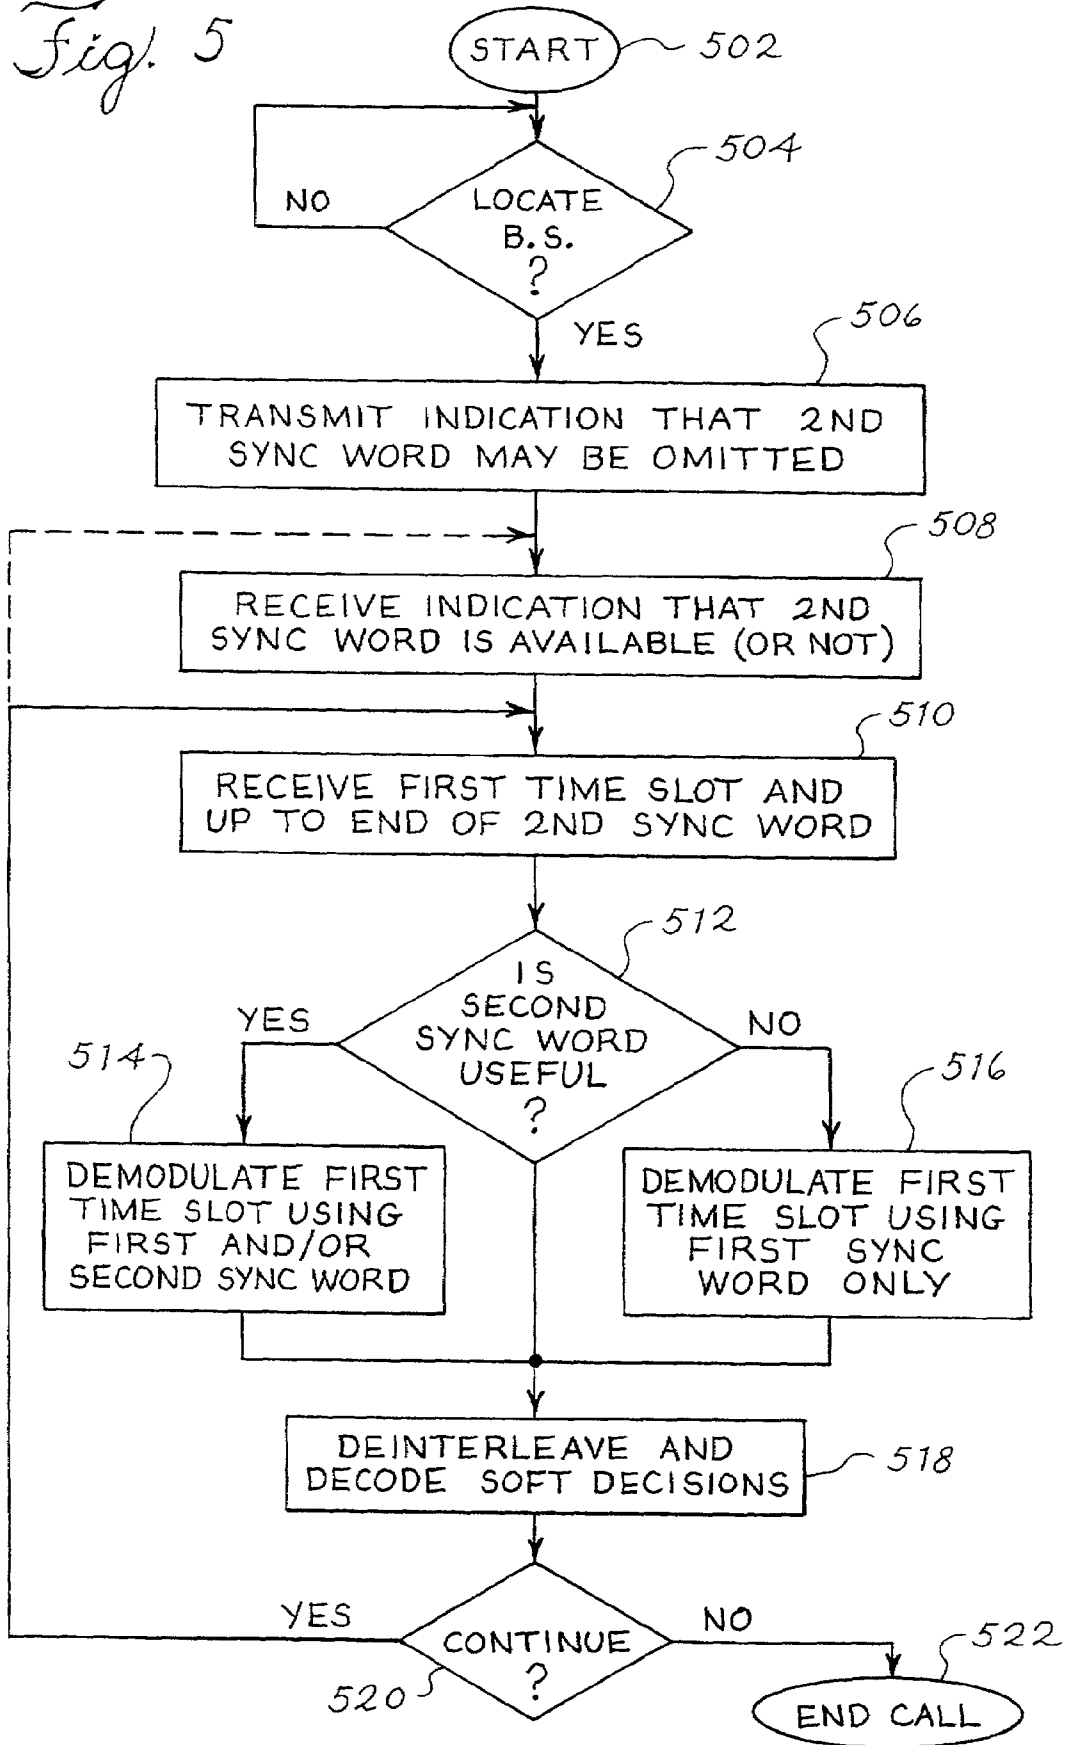 Fig. 5
START
502
504
LOCATE
B.S.
?
NO
YES
506
TRANSMIT INDICATION THAT 2ND
SYNC WORD MAY BE OMITTED
508
RECEIVE INDICATION THAT 2ND
SYNC WORD IS AVAILABLE (OR NOT)
510
RECEIVE FIRST TIME SLOT AND
UP TO END OF 2ND SYNC WORD
512
IS
SECOND
SYNC WORD
USEFUL
?
YES
NO
514
516
DEMODULATE FIRST
TIME SLOT USING
FIRST AND/OR
SECOND SYNC WORD
DEMODULATE FIRST
TIME SLOT USING
FIRST SYNC
WORD ONLY
DEINTERLEAVE AND
DECODE SOFT DECISIONS
518
YES
CONTINUE
?
NO
520
522
END CALL